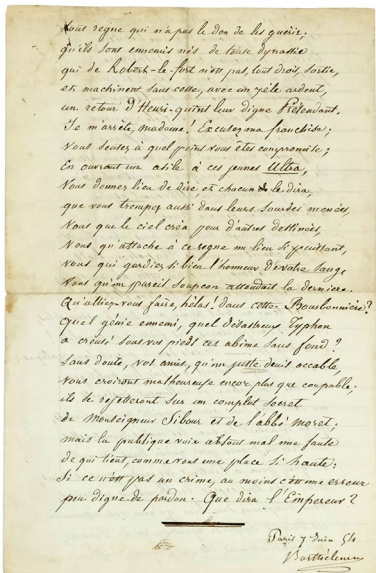 tout règne qui n'a pas le don de les guérir;
qu'ils sont ennemis nés de toute dynastie
qui de Robert-le-fort n'est pas, tout droit, sortie,
et machinent sans cesse, avec un zèle ardent,
un retour d'Henri-quint leur digne Prétendant.
Je m'arrête, madame! Excusez ma franchise;
Vous sentez à quel point vous êtes compromise;
En ouvrant un asile à ces jeunes Ultra,
Vous donnez lieu de dire, et chacun le dira,
que vous trempez aussi dans leurs sourdes menées,
Vous que le ciel créa pour d'autres destinées,
Vous qu'attache à ce règne un lien si puissant,
vous qui gardiez si bien l'honneur de votre sang,
Vous qu'un pareil soupçon attendait la dernière.
Qu'alliez-vous faire, hélas! dans cette Bourbonnière?
Quel génie ennemi, quel désastreux Typhon
a creusé sous vos pieds cet abîme sans fond?
Sans doute, vos amis, qu'un juste deuil accable,
vous croiront malheureuse encor plus que coupable;
ils le rejetteront sur un complot secret
de Monseigneur Sibour et de l'abbé moret;
mais la publique voix absout mal une faute
de qui tient, comme vous une place si haute:
Si ce n'est pas un crime, au moins c'est une erreur
peu digne de pardon. Que dira l'Empereur?
Paris 7 Juin 54
Barthélemy